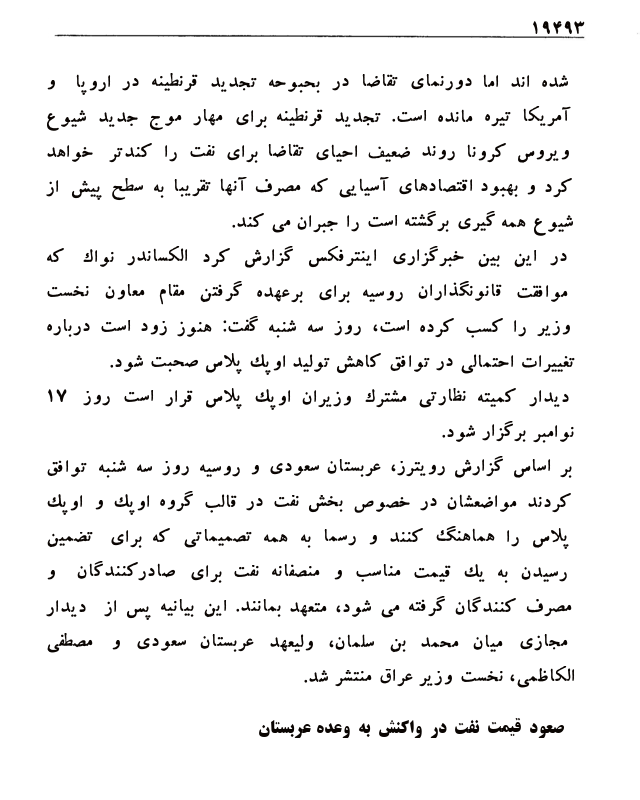 ۱۹۴۹۳
شده اند اما دورنمای تقاضا در بحبوحه تجدید قرنطینه در اروپا و
آمریکا تیره مانده است. تجدید قرنطینه برای مهار موج جدید شیوع
ویروس کرونا روند ضعیف احیای تقاضا برای نفت را کندتر خواهد
کرد و بهبود اقتصادهای آسیایی که مصرف آنها تقریبا به سطح پیش از
شیوع همه گیری برگشته است را جبران می کند.
در این بین خبرگزاری اینترفکس گزارش کرد الکساندر نواک که
موافقت قانونگذاران روسیه برای برعهده گرفتن مقام معاون نخست
وزیر را کسب کرده است، روز سه شنبه گفت: هنوز زود است درباره
تغییرات احتمالی در توافق کاهش تولید اوپک پلاس صحبت شود.
دیدار کمیته نظارتی مشترک وزیران اوپک پلاس قرار است روز ۱۷
نوامبر برگزار شود.
بر اساس گزارش رویترز، عربستان سعودی و روسیه روز سه شنبه توافق
کردند مواضعشان در خصوص بخش نفت در قالب گروه اوپک و اوپک
پلاس را هماهنگ کنند و رسما به همه تصمیماتی که برای تضمین
رسیدن به یک قیمت مناسب و منصفانه نفت برای صادرکنندگان و
مصرف کنندگان گرفته می شود، متعهد بمانند. این بیانیه پس از دیدار
مجازی میان محمد بن سلمان، ولیعهد عربستان سعودی و مصطفی
الکاظمی، نخست وزیر عراق منتشر شد.
صعود قیمت نفت در واکنش به وعده عربستان